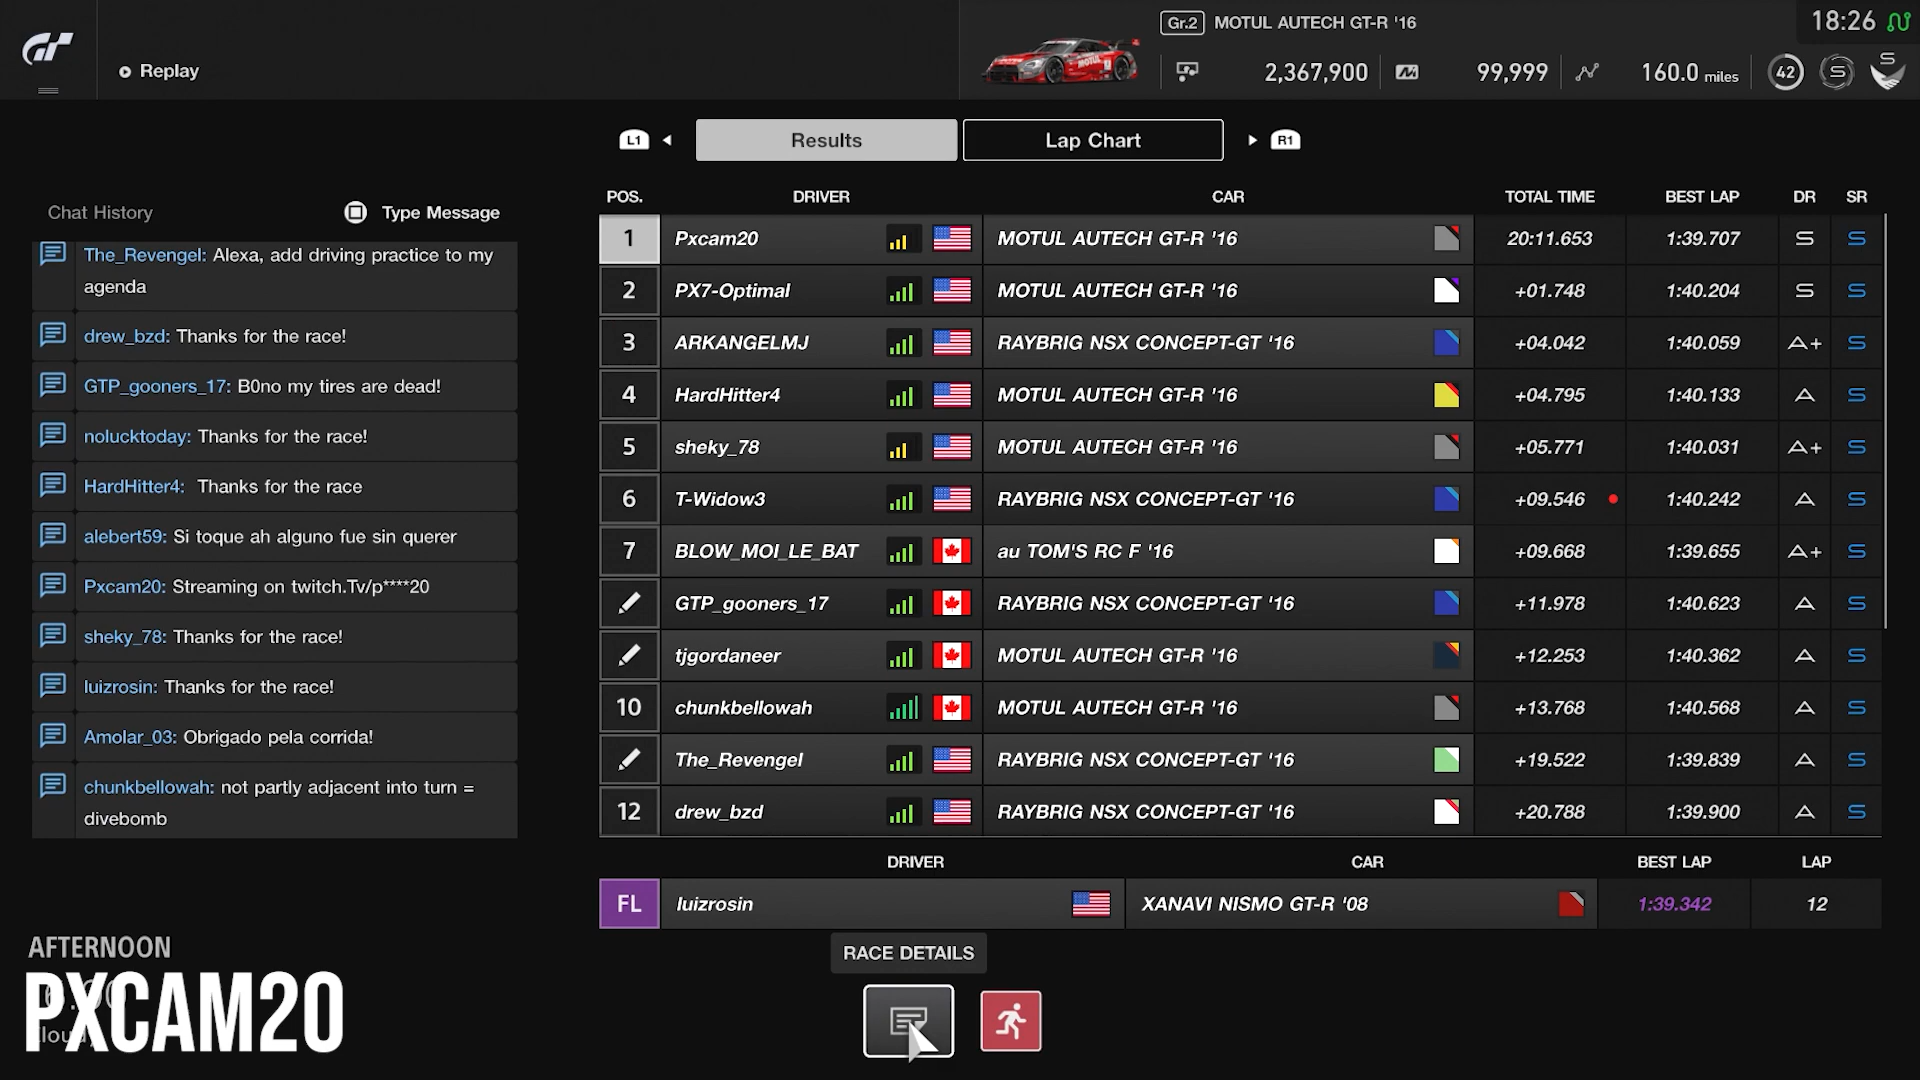 Replay
Gr.2 MOTUL AUTECH GT-R '16
18:26
2,367,900
99,999
160.0 miles
42
S
S
L1
Results
Lap Chart
R1
Chat History
Type Message
The_Revengel: Alexa, add driving practice to my
agenda
drew_bzd: Thanks for the race!
GTP_gooners_17: B0no my tires are dead!
nolucktoday: Thanks for the race!
HardHitter4: Thanks for the race
alebert59: Si toque ah alguno fue sin querer
Pxcam20: Streaming on twitch.Tv/p****20
sheky_78: Thanks for the race!
luizrosin: Thanks for the race!
Amolar_03: Obrigado pela corrida!
chunkbellowah: not partly adjacent into turn =
divebomb
POS. DRIVER CAR TOTAL TIME BEST LAP DR SR
1 Pxcam20 MOTUL AUTECH GT-R '16 20:11.653 1:39.707 S S
2 PX7-Optimal MOTUL AUTECH GT-R '16 +01.748 1:40.204 S S
3 ARKANGELMJ RAYBRIG NSX CONCEPT-GT '16 +04.042 1:40.059 A+ S
4 HardHitter4 MOTUL AUTECH GT-R '16 +04.795 1:40.133 A S
5 sheky_78 MOTUL AUTECH GT-R '16 +05.771 1:40.031 A+ S
6 T-Widow3 RAYBRIG NSX CONCEPT-GT '16 +09.546 1:40.242 A S
7 BLOW_MOI_LE_BAT au TOM'S RC F '16 +09.668 1:39.655 A+ S
GTP_gooners_17 RAYBRIG NSX CONCEPT-GT '16 +11.978 1:40.623 A S
tjgordaneer MOTUL AUTECH GT-R '16 +12.253 1:40.362 A S
10 chunkbellowah MOTUL AUTECH GT-R '16 +13.768 1:40.568 A S
The_Revengel RAYBRIG NSX CONCEPT-GT '16 +19.522 1:39.839 A S
12 drew_bzd RAYBRIG NSX CONCEPT-GT '16 +20.788 1:39.900 A S
DRIVER CAR BEST LAP LAP
FL luizrosin XANAVI NISMO GT-R '08 1:39.342 12
RACE DETAILS
AFTERNOON
PXCAM20